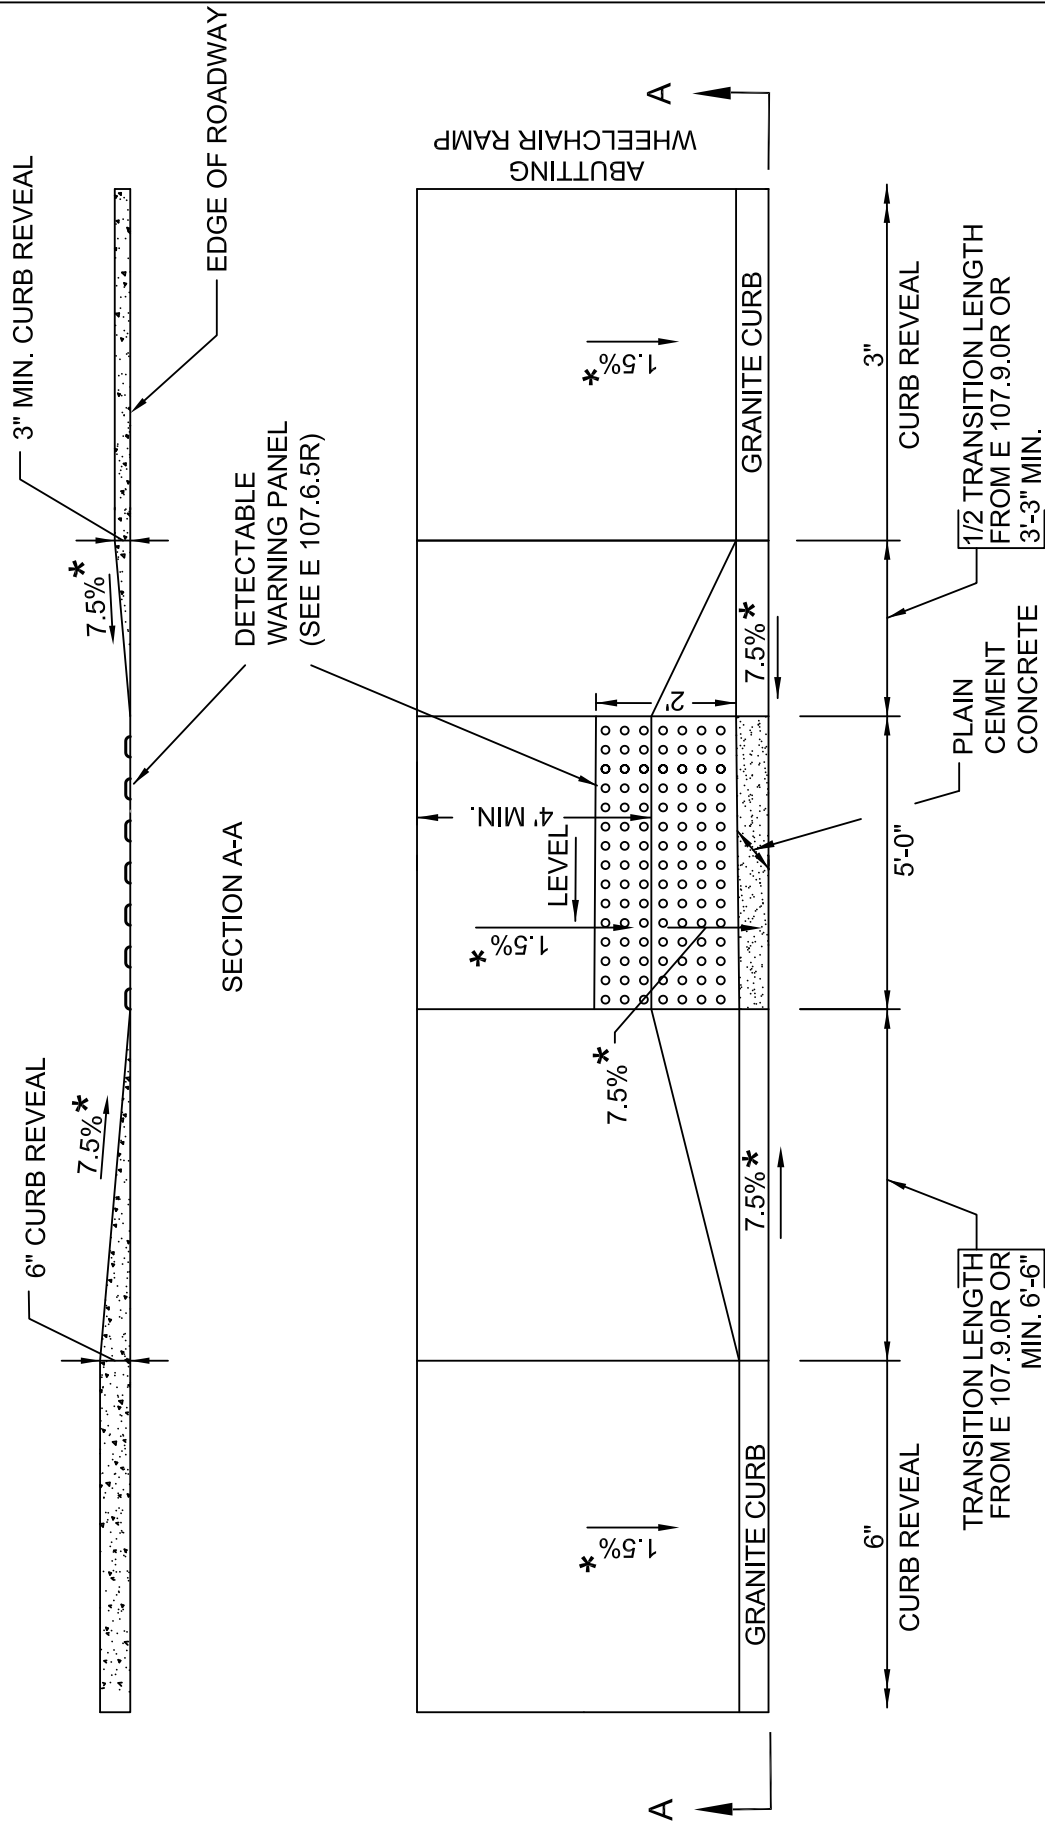 6" CURB REVEAL
3" MIN. CURB REVEAL
7.5%*
7.5%*
EDGE OF ROADWAY
SECTION A-A
DETECTABLE
WARNING PANEL
(SEE E 107.6.5R)
1.5%*
1.5%*
LEVEL
4' MIN.
2'
1.5%*
ABUTTING
WHEELCHAIR RAMP
7.5%*
GRANITE CURB
7.5%*
7.5%*
GRANITE CURB
A
A
6"
CURB REVEAL
5'-0"
3"
CURB REVEAL
TRANSITION LENGTH
FROM E 107.9.0R OR
MIN. 6'-6"
PLAIN
CEMENT
CONCRETE
1/2 TRANSITION LENGTH
FROM E 107.9.0R OR
3'-3" MIN.